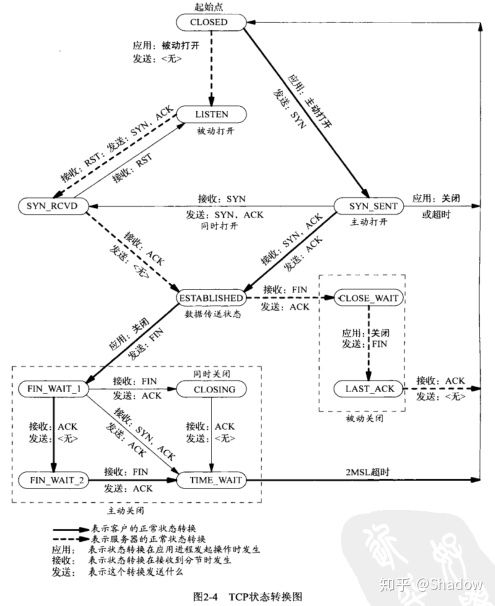 起始点
CLOSED
应用：被动打开
发送：<无>
应用：主动打开
发送：SYN
LISTEN
被动打开
接收：RST；发送：SYN，ACK
接收：RST
SYN_RCVD
接收：SYN
发送：SYN，ACK
同时打开
SYN_SENT
主动打开
应用：关闭
或超时
接收：ACK
发送：<无>
接收：SYN，ACK
发送：ACK
ESTABLISHED
数据传送状态
接收：FIN
发送：ACK
CLOSE_WAIT
应用：关闭
发送：FIN
LAST_ACK
接收：ACK
发送：<无>
被动关闭
应用：关闭
发送：FIN
FIN_WAIT_1
接收：FIN
发送：ACK
同时关闭
CLOSING
接收：ACK
发送：<无>
接收：SYN，ACK
发送：ACK
接收：ACK
发送：<无>
FIN_WAIT_2
接收：FIN
发送：ACK
TIME_WAIT
2MSL超时
主动关闭
表示客户的正常状态转换
表示服务器的正常状态转换
应用： 表示状态转换在应用进程发起操作时发生
接收： 表示状态转换在接收到分节时发生
发送： 表示这个转换发送什么
图2-4 TCP状态转换图
知乎 @Shadow